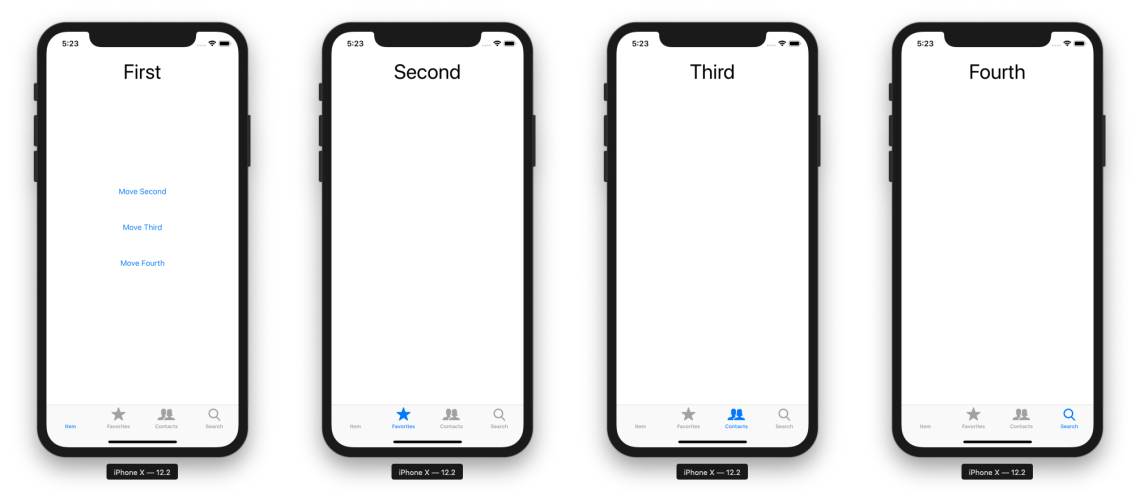 5:23
First
Move Second
Move Third
Move Fourth
Item Favorites Contacts Search
iPhone X — 12.2
5:23
Second
Item Favorites Contacts Search
iPhone X — 12.2
5:23
Third
Item Favorites Contacts Search
iPhone X — 12.2
5:23
Fourth
Item Favorites Contacts Search
iPhone X — 12.2